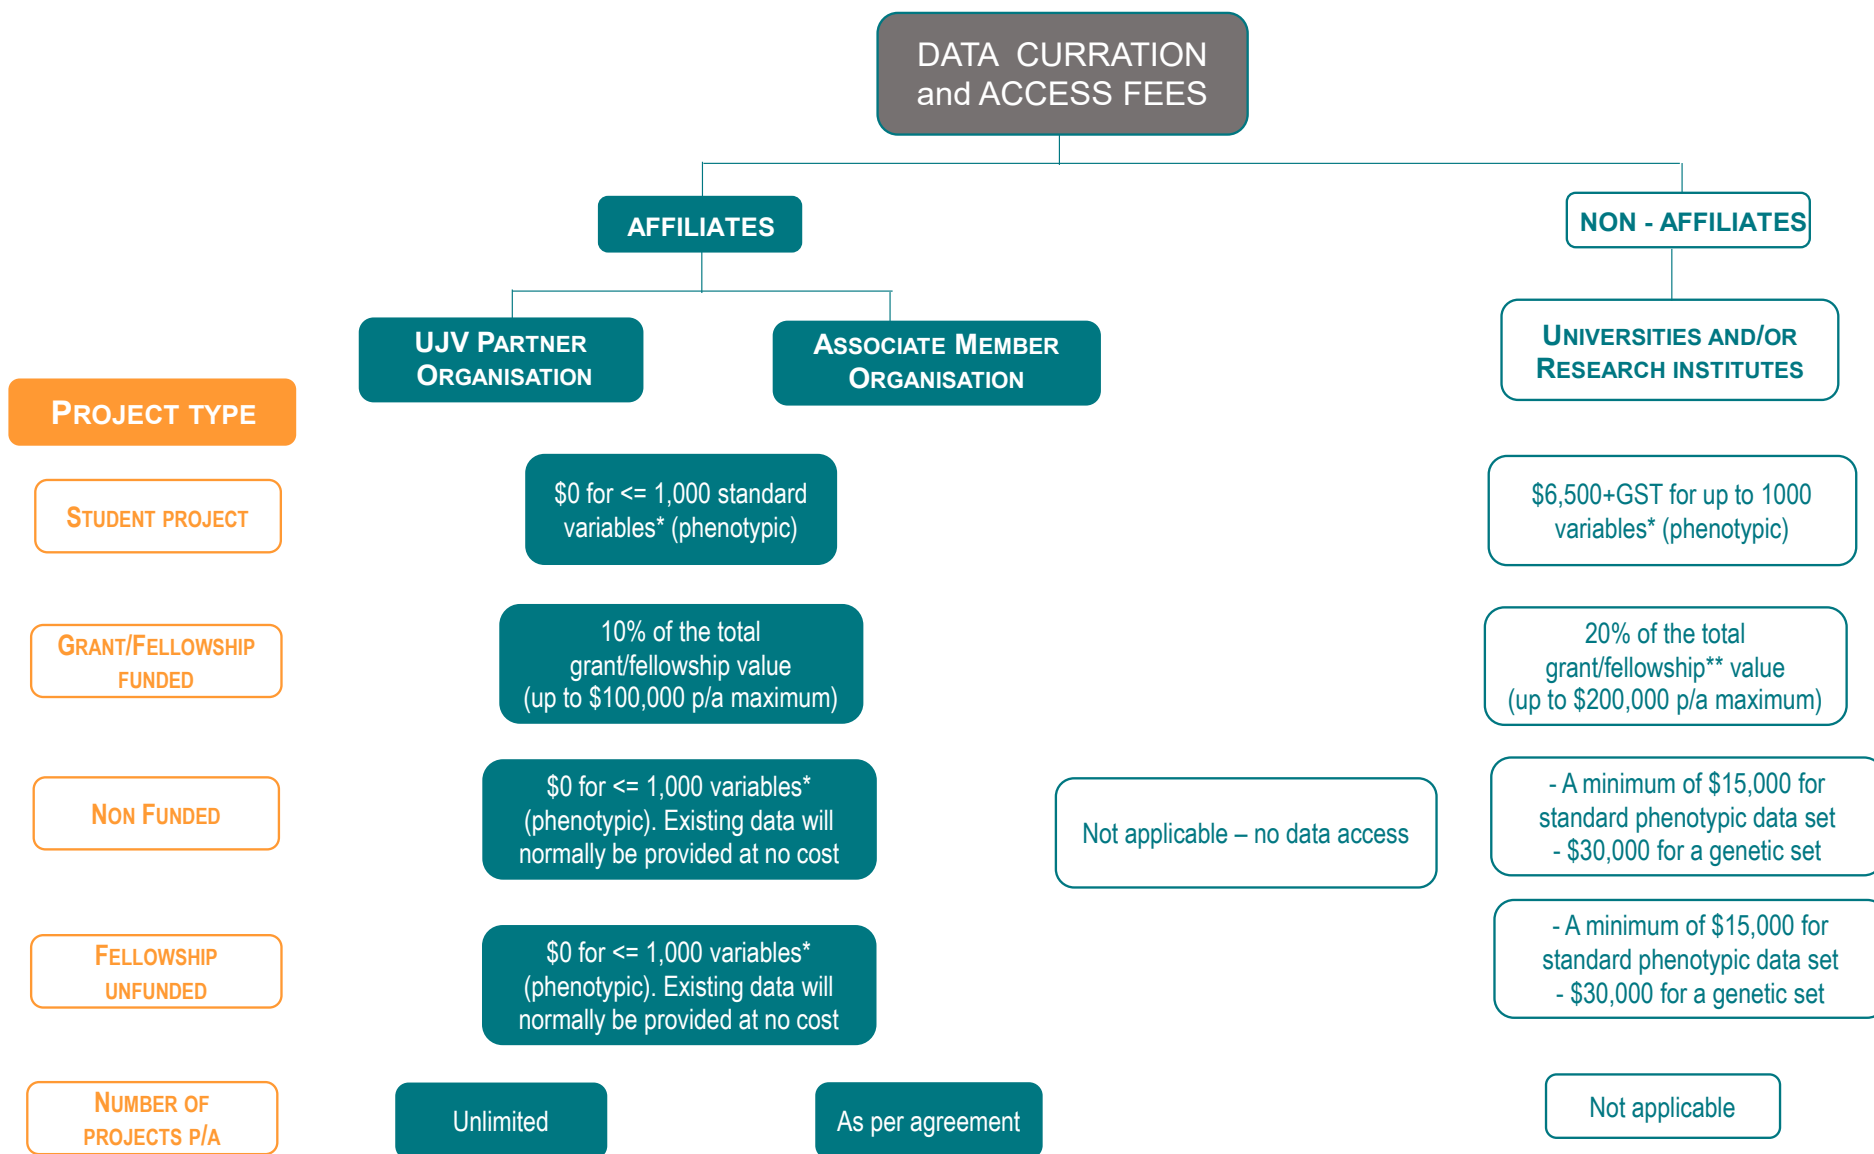 DATA CURRATION
and ACCESS FEES
AFFILIATES
NON - AFFILIATES
UJV PARTNER
ORGANISATION
ASSOCIATE MEMBER
ORGANISATION
UNIVERSITIES AND/OR
RESEARCH INSTITUTES
PROJECT TYPE
STUDENT PROJECT
$0 for <= 1,000 standard
variables* (phenotypic)
$6,500+GST for up to 1000
variables* (phenotypic)
GRANT/FELLOWSHIP
FUNDED
10% of the total
grant/fellowship value
(up to $100,000 p/a maximum)
20% of the total
grant/fellowship** value
(up to $200,000 p/a maximum)
NON FUNDED
$0 for <= 1,000 variables*
(phenotypic). Existing data will
normally be provided at no cost
Not applicable – no data access
- A minimum of $15,000 for
standard phenotypic data set
- $30,000 for a genetic set
FELLOWSHIP
UNFUNDED
$0 for <= 1,000 variables*
(phenotypic). Existing data will
normally be provided at no cost
- A minimum of $15,000 for
standard phenotypic data set
- $30,000 for a genetic set
NUMBER OF
PROJECTS P/A
Unlimited
As per agreement
Not applicable